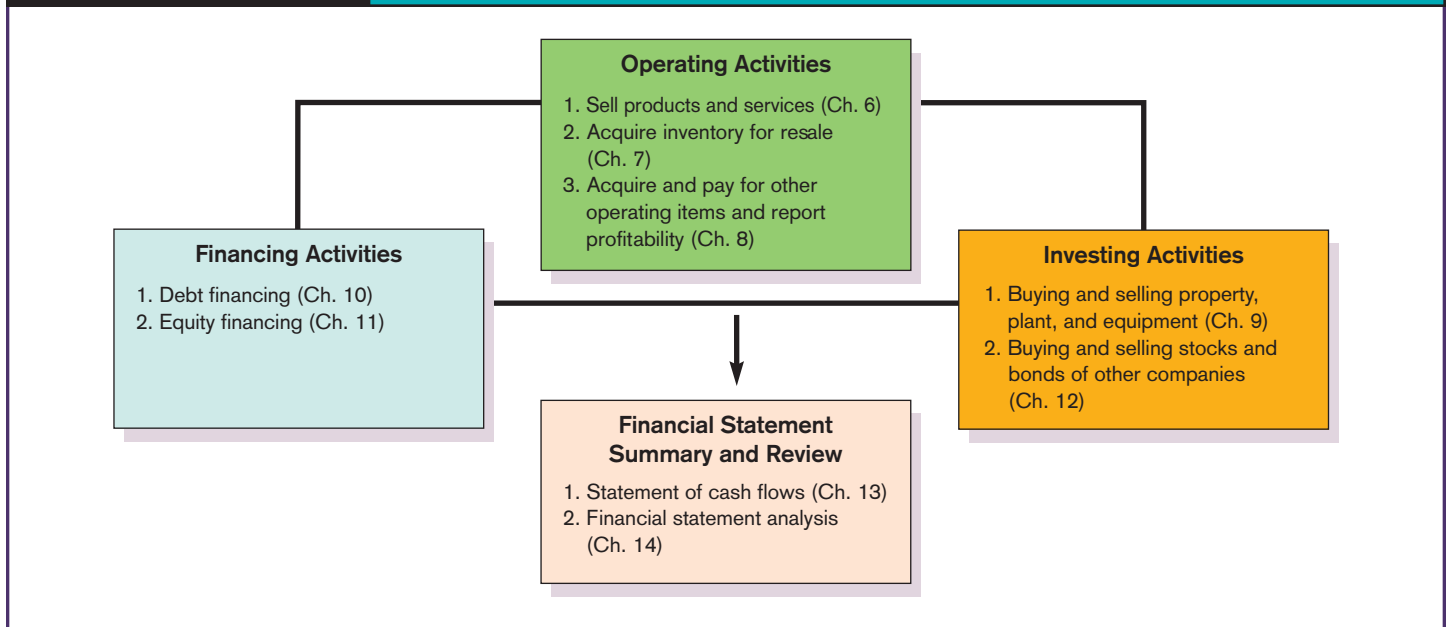 Operating Activities
1. Sell products and services (Ch. 6)
2. Acquire inventory for resale
(Ch. 7)
3. Acquire and pay for other
operating items and report
profitability (Ch. 8)
Financing Activities
1. Debt financing (Ch. 10)
2. Equity financing (Ch. 11)
Investing Activities
1. Buying and selling property,
plant, and equipment (Ch. 9)
2. Buying and selling stocks and
bonds of other companies
(Ch. 12)
Financial Statement
Summary and Review
1. Statement of cash flows (Ch. 13)
2. Financial statement analysis
(Ch. 14)